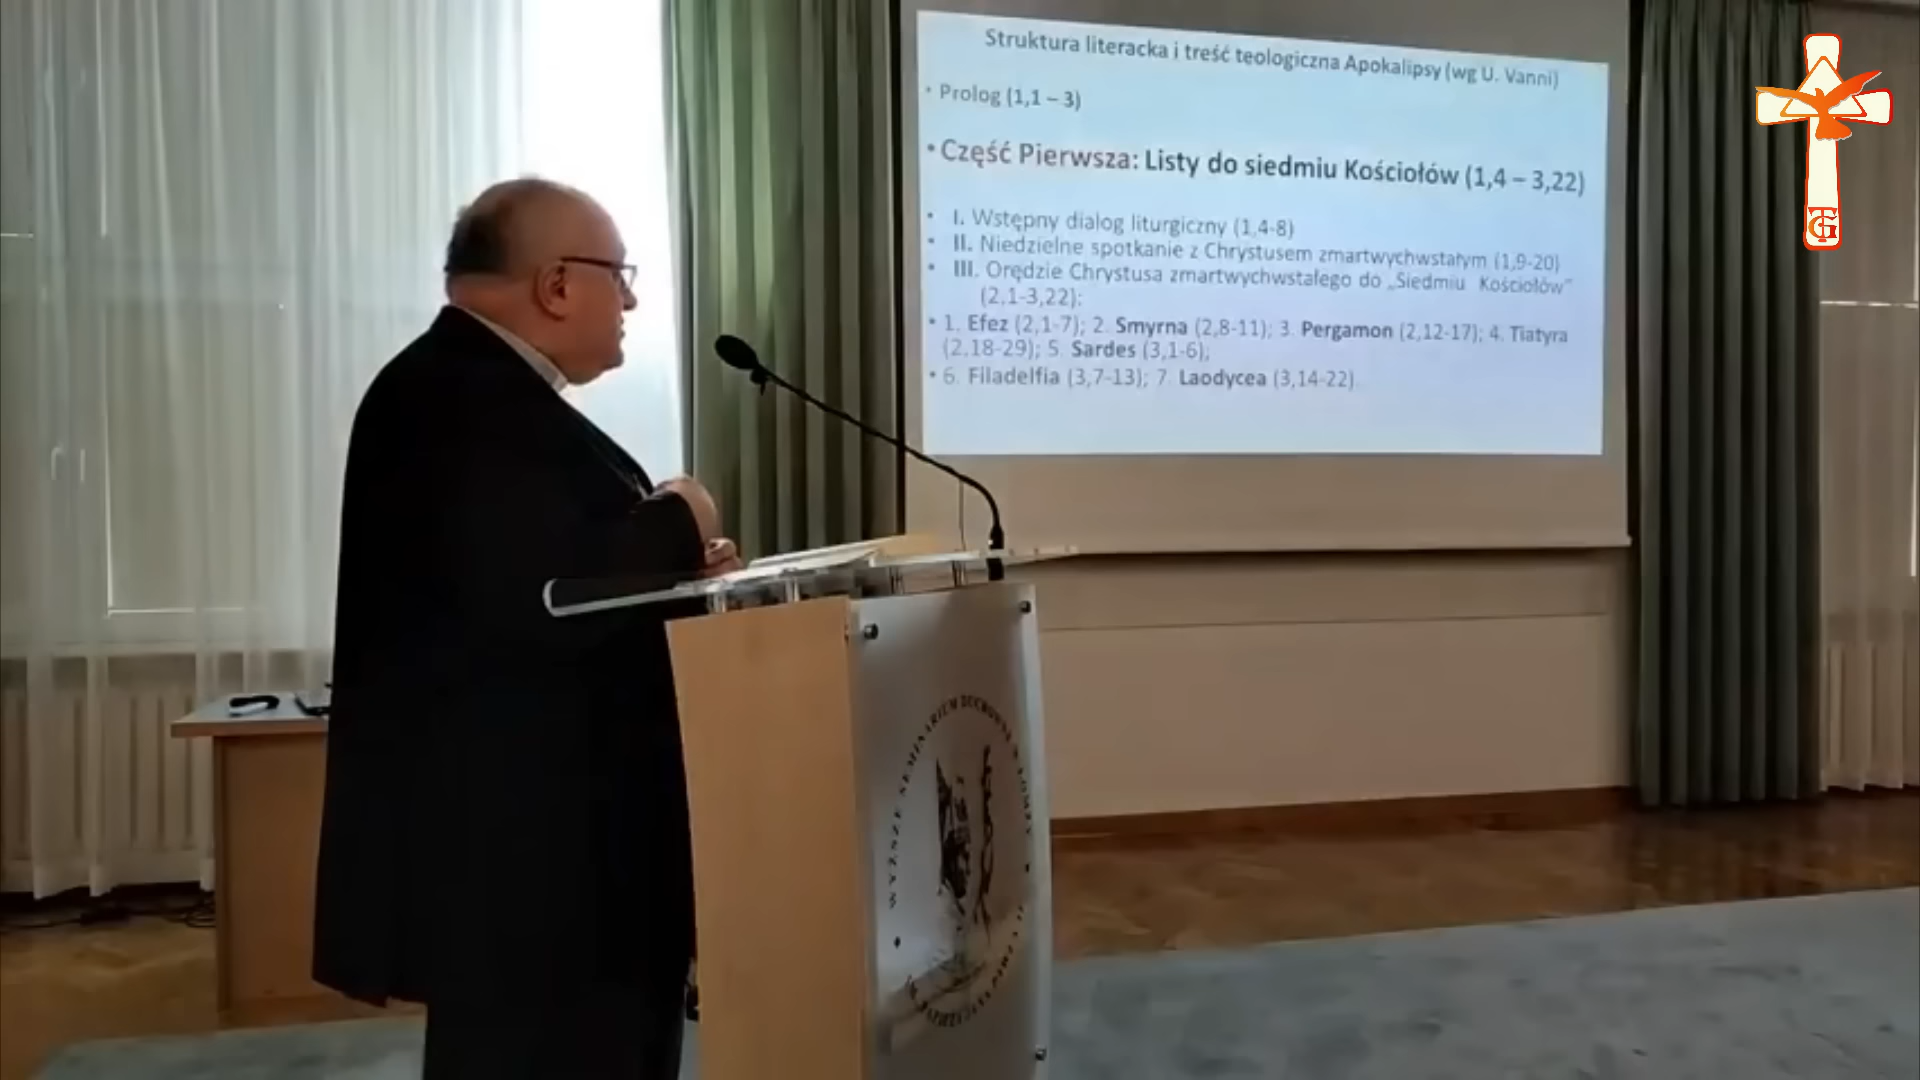 Struktura literacka i treść teologiczna Apokalipsy (wg U. Vanni)
• Prolog (1,1 – 3)
• Część Pierwsza: Listy do siedmiu Kościołów (1,4 – 3,22)
• I. Wstępny dialog liturgiczny (1,4-8)
• II. Niedzielne spotkanie z Chrystusem zmartwychwstałym (1,9-20)
• III. Orędzie Chrystusa zmartwychwstałego do „Siedmiu Kościołów"
(2,1-3,22):
• 1. Efez (2,1-7); 2. Smyrna (2,8-11); 3. Pergamon (2,12-17); 4. Tiatyra
(2,18-29); 5. Sardes (3,1-6);
• 6. Filadelfia (3,7-13); 7. Laodycea (3,14-22).
WYŻSZE SEMINARIUM DUCHOWNE W ŁOMŻY